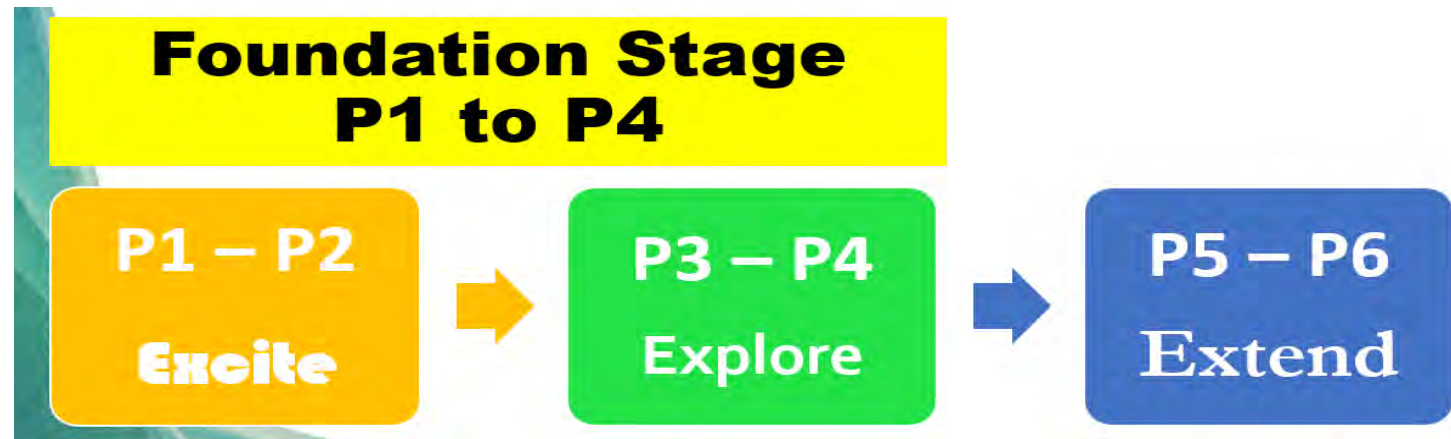 Foundation Stage
P1 to P4
P1 – P2
Excite
P3 – P4
Explore
P5 – P6
Extend